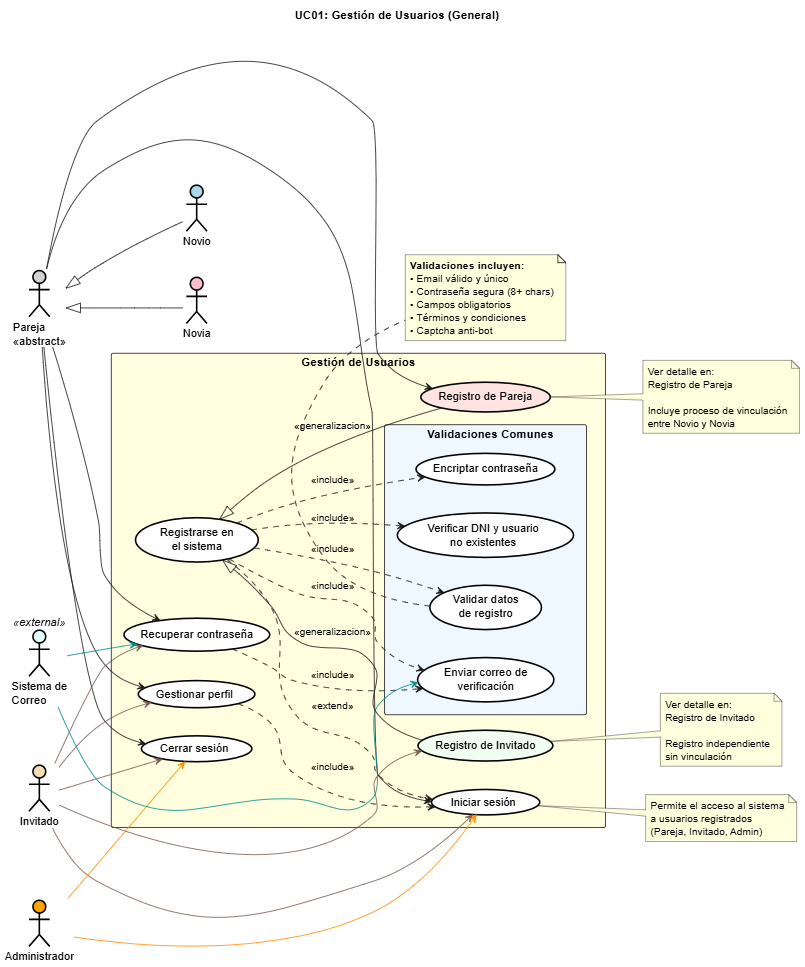 UC01: Gestión de Usuarios (General)
Novio
Novia
Pareja
«abstract»
Validaciones incluyen:
• Email válido y único
• Contraseña segura (8+ chars)
• Campos obligatorios
• Términos y condiciones
• Captcha anti-bot
Gestión de Usuarios
Registro de Pareja
Ver detalle en:
Registro de Pareja
Incluye proceso de vinculación
entre Novio y Novia
«generalizacion»
Validaciones Comunes
Encriptar contraseña
«include»
«include»
Verificar DNI y usuario
no existentes
Registrarse en
el sistema
«include»
«include»
Validar datos
de registro
«external»
Sistema de
Correo
Recuperar contraseña
«generalizacion»
«include»
Enviar correo de
verificación
Gestionar perfil
«extend»
Cerrar sesión
Registro de Invitado
Ver detalle en:
Registro de Invitado
Registro independiente
sin vinculación
«include»
Invitado
Iniciar sesión
Permite el acceso al sistema
a usuarios registrados
(Pareja, Invitado, Admin)
Administrador